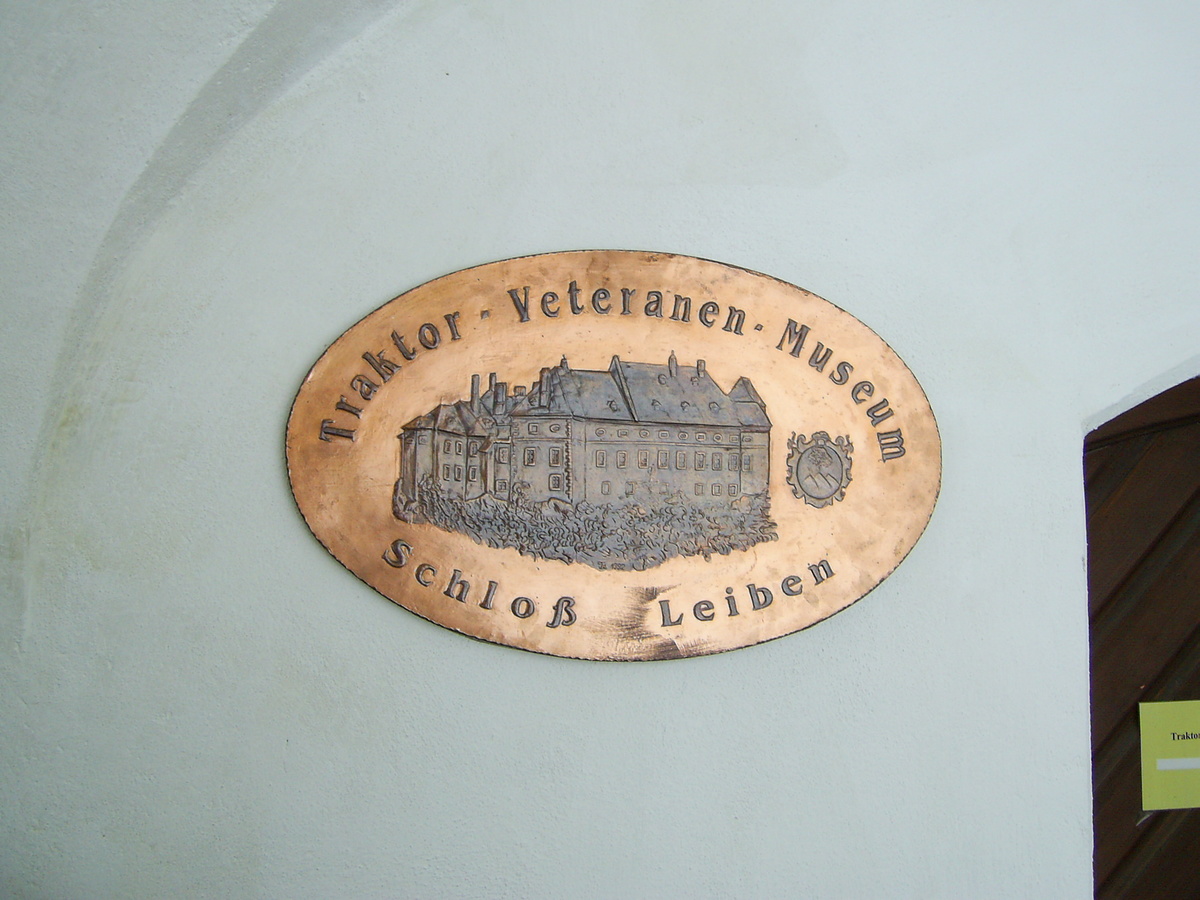 Traktor - Veteranen - Museum
Schloß Leiben